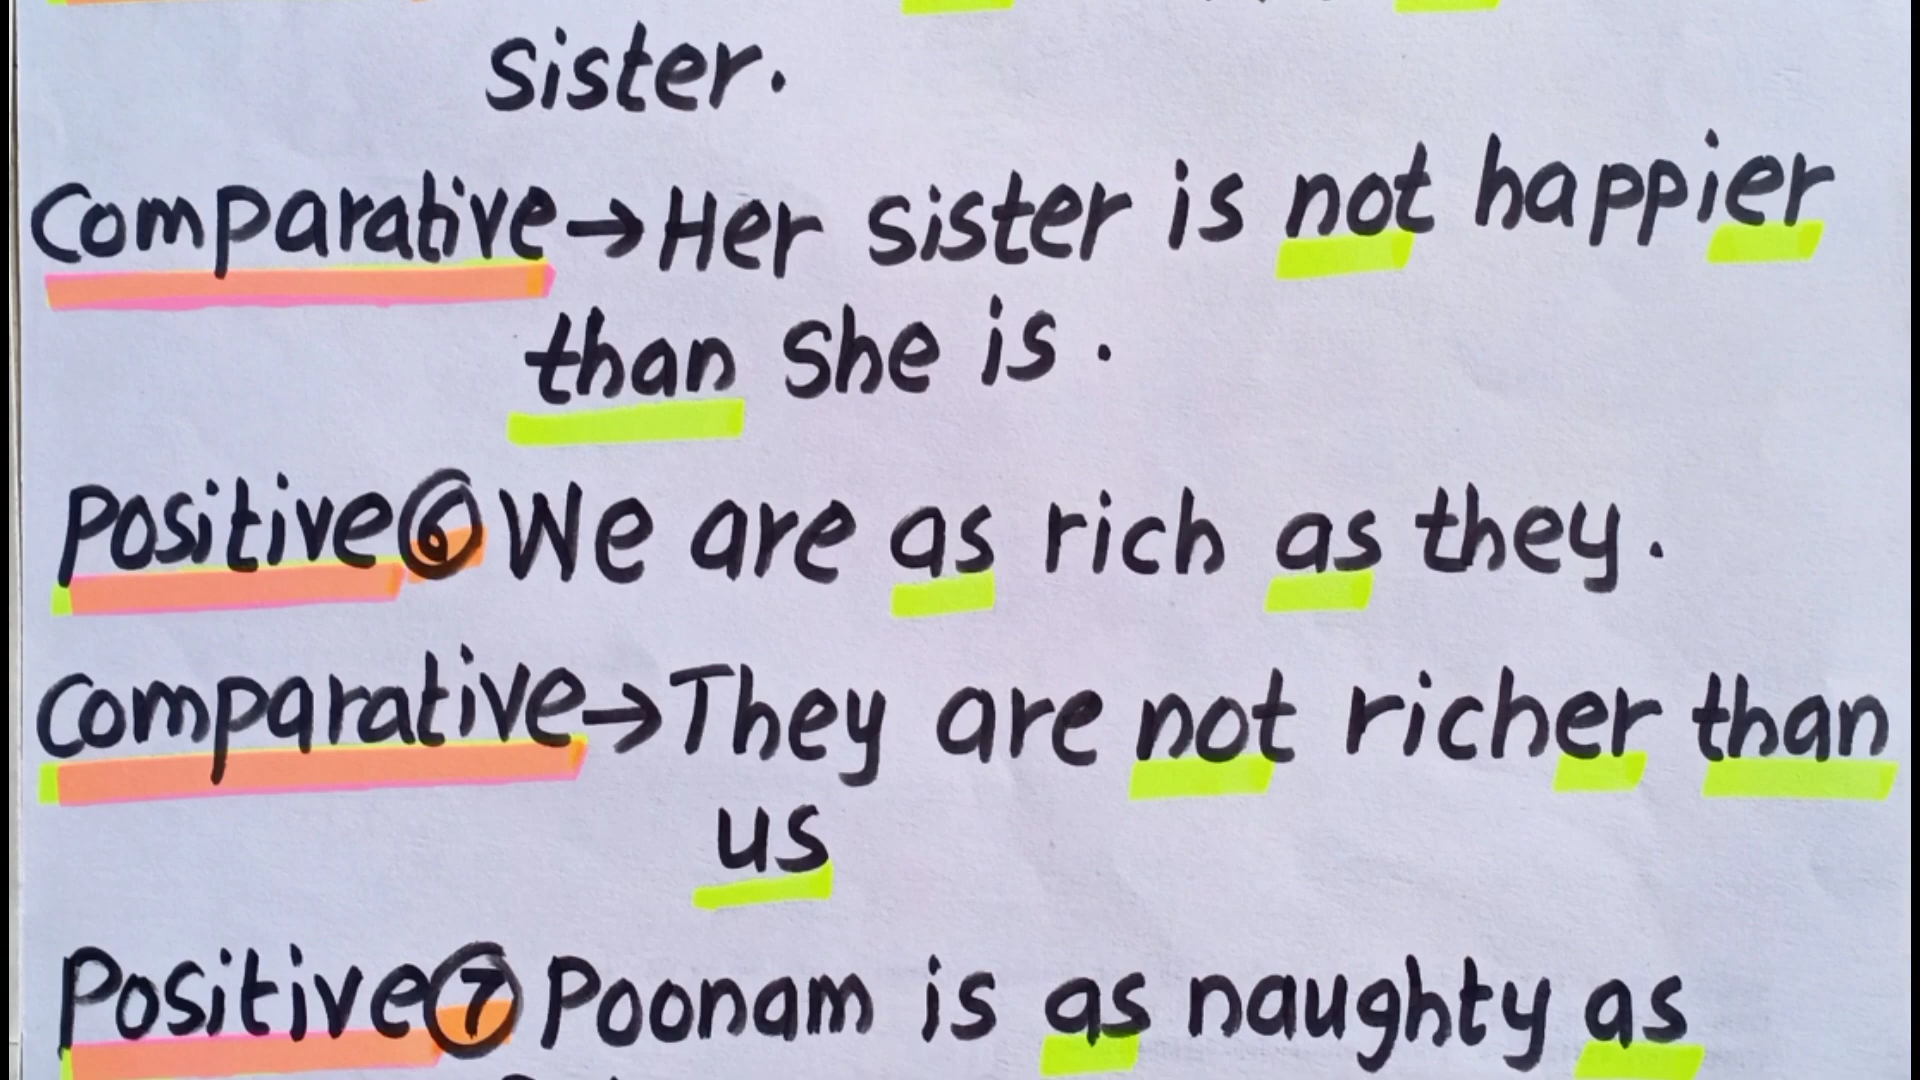 sister.
Comparative→Her sister is not happier
than she is.
Positive⑥We are as rich as they.
Comparative→They are not richer than
us
Positive⑦Poonam is as naughty as